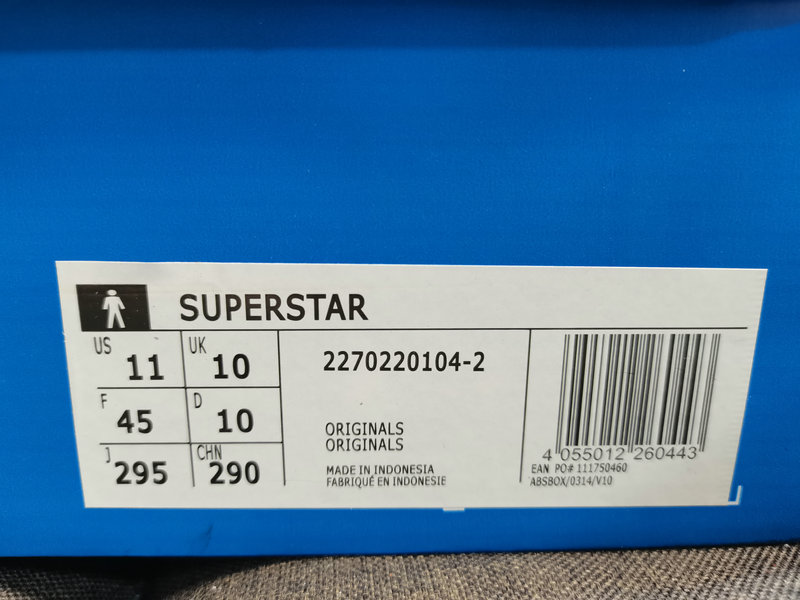 SUPERSTAR
US 11 UK 10
F 45 D 10
J 295 CHN 290
2270220104-2
ORIGINALS
ORIGINALS
MADE IN INDONESIA
FABRIQUÉ EN INDONESIE
4 055012 260443
EAN PO# 111750460
ABSBOX/0314/V10